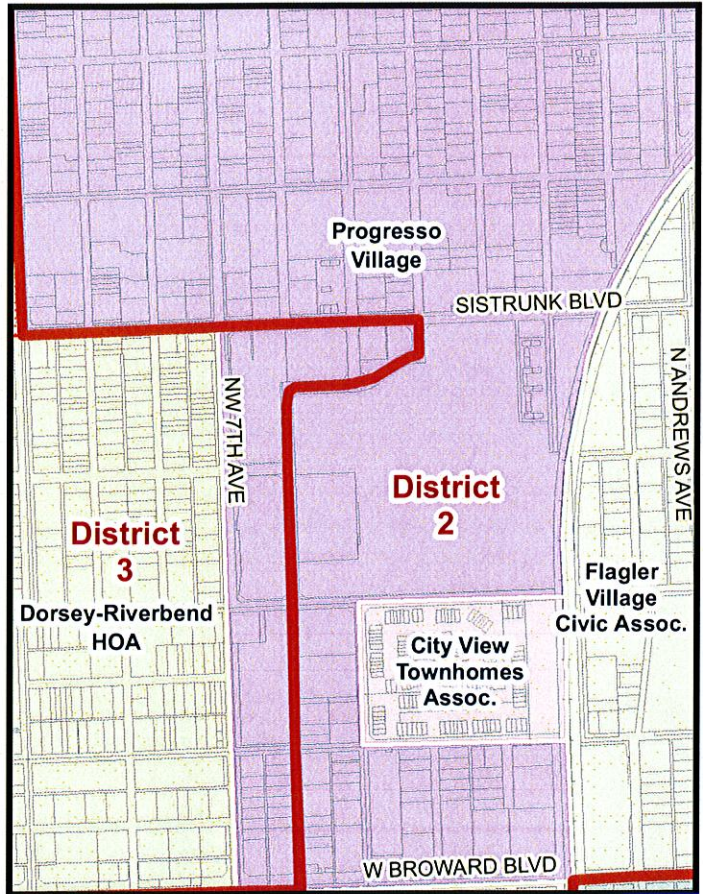 Progresso
Village
SISTRUNK BLVD
N ANDREWS AVE
NW 7TH AVE
District
2
District
3
Dorsey-Riverbend
HOA
Flagler
Village
Civic Assoc.
City View
Townhomes
Assoc.
W BROWARD BLVD